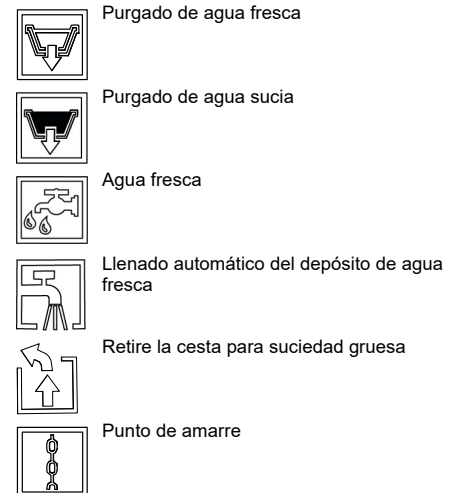 Purgado de agua fresca
Purgado de agua sucia
Agua fresca
Llenado automático del depósito de agua
fresca
Retire la cesta para suciedad gruesa
Punto de amarre